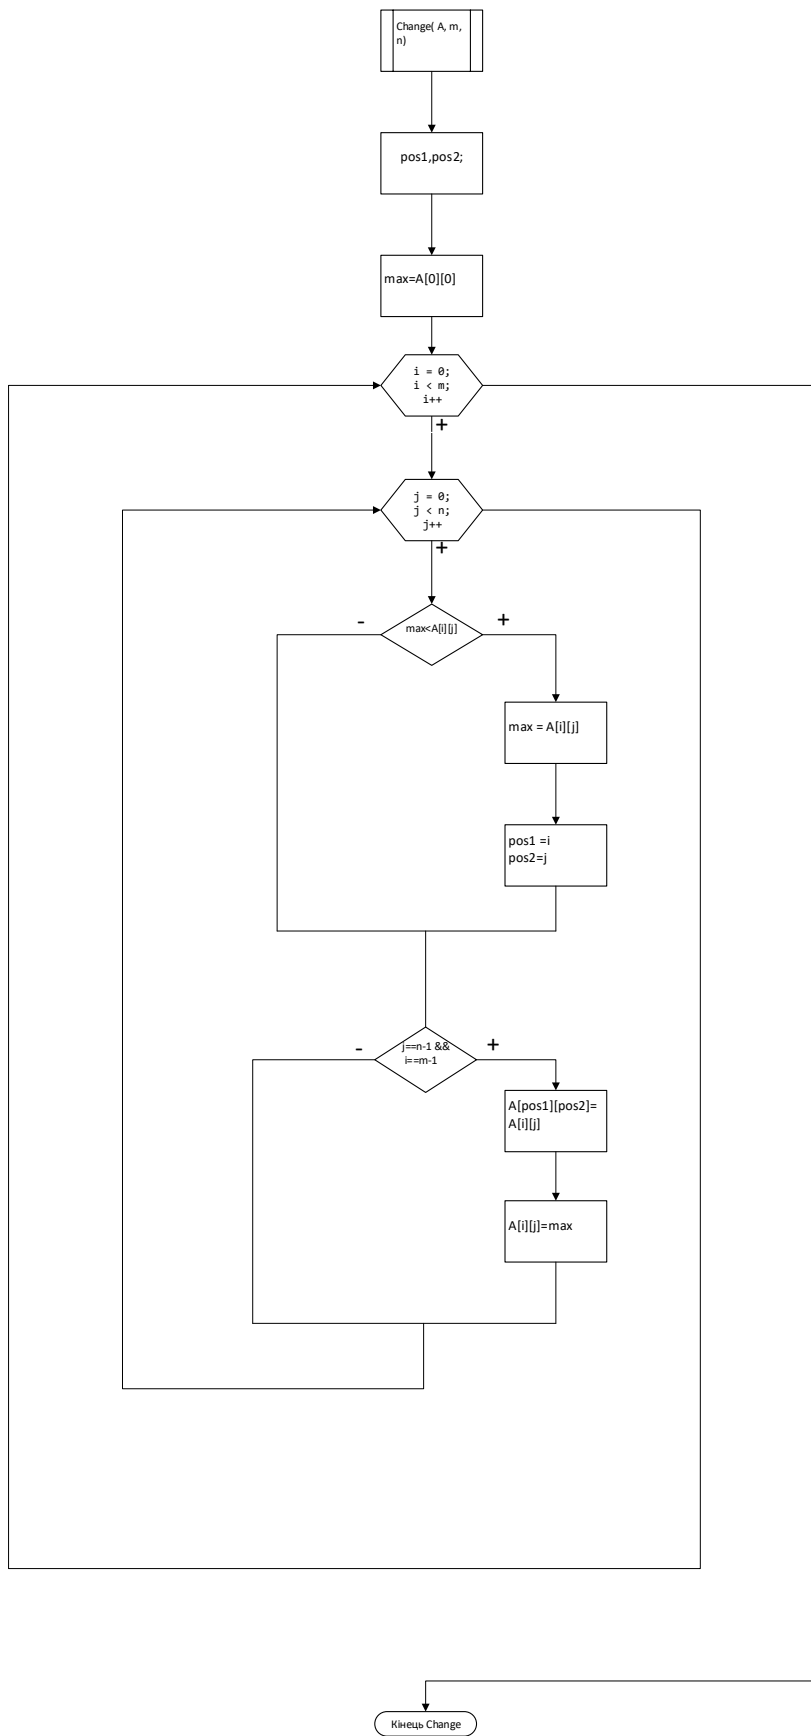 Change( A, m,
n)
pos1,pos2;
max=A[0][0]
i = 0;
i < m;
i++
+
j = 0;
j < n;
j++
+
-
max<A[i][j]
+
max = A[i][j]
pos1 =i
pos2=j
-
j==n-1 &&
i==m-1
+
A[pos1][pos2]=
A[i][j]
A[i][j]=max
Кінець Change